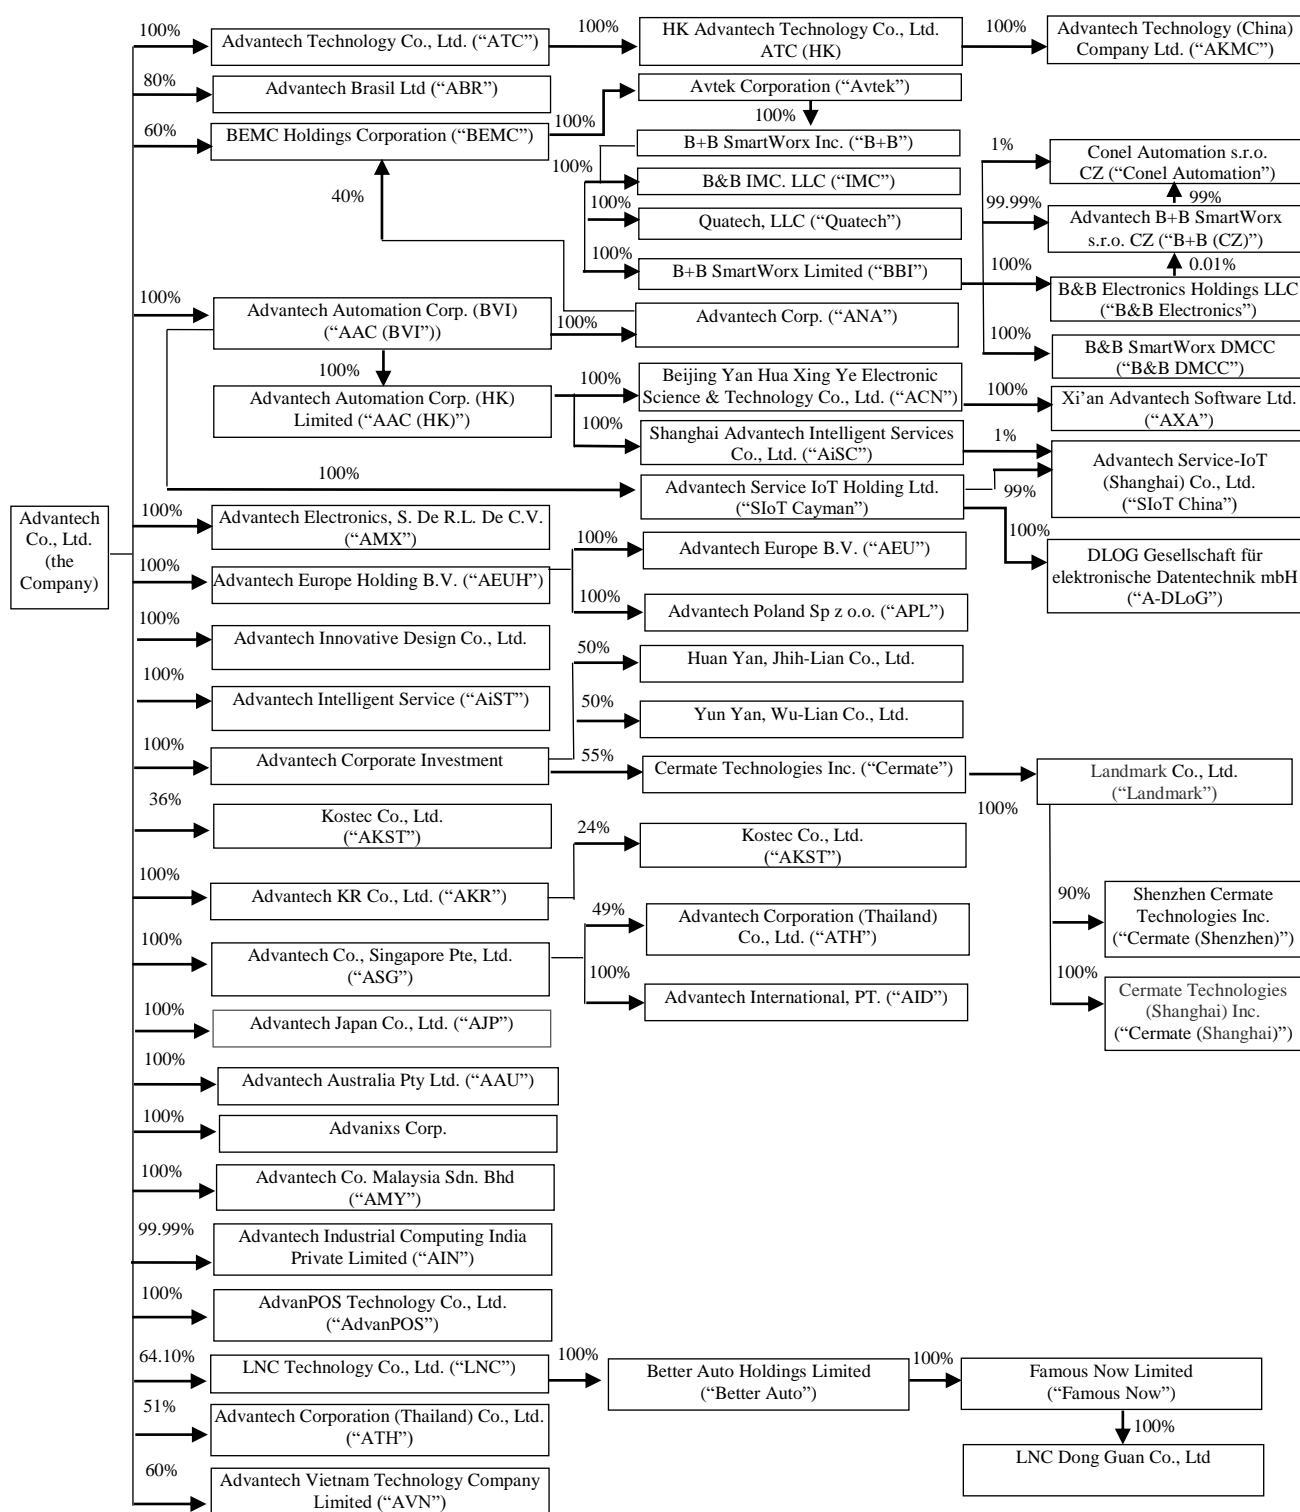 100%
Advantech Technology Co., Ltd. (“ATC”)
100%
HK Advantech Technology Co., Ltd.
ATC (HK)
100%
Advantech Technology (China)
Company Ltd. (“AKMC”)
80%
Advantech Brasil Ltd (“ABR”)
Avtek Corporation (“Avtek”)
60%
BEMC Holdings Corporation (“BEMC”)
100%
100%
B+B SmartWorx Inc. (“B+B”)
100%
B&B IMC. LLC (“IMC”)
100%
Quatech, LLC (“Quatech”)
100%
B+B SmartWorx Limited (“BBI”)
1%
Conel Automation s.r.o.
CZ (“Conel Automation”)
99%
99.99%
Advantech B+B SmartWorx
s.r.o. CZ (“B+B (CZ)”)
0.01%
100%
B&B Electronics Holdings LLC
(“B&B Electronics”)
100%
B&B SmartWorx DMCC
(“B&B DMCC”)
40%
100%
Advantech Automation Corp. (BVI)
(“AAC (BVI”))
100%
Advantech Corp. (“ANA”)
100%
Advantech Automation Corp. (HK)
Limited (“AAC (HK)”)
100%
Beijing Yan Hua Xing Ye Electronic
Science & Technology Co., Ltd. (“ACN”)
100%
Xi’an Advantech Software Ltd.
(“AXA”)
100%
Shanghai Advantech Intelligent Services
Co., Ltd. (“AiSC”)
1%
Advantech Service-IoT
(Shanghai) Co., Ltd.
(“SIoT China”)
100%
Advantech Service IoT Holding Ltd.
(“SIoT Cayman”)
99%
100%
DLOG Gesellschaft für
elektronische Datentechnik mbH
(“A-DLoG”)
Advantech
Co., Ltd.
(the
Company)
100%
Advantech Electronics, S. De R.L. De C.V.
(“AMX”)
100%
Advantech Europe Holding B.V. (“AEUH”)
100%
Advantech Europe B.V. (“AEU”)
100%
Advantech Poland Sp z o.o. (“APL”)
100%
Advantech Innovative Design Co., Ltd.
100%
Advantech Intelligent Service (“AiST”)
100%
Advantech Corporate Investment
50%
Huan Yan, Jhih-Lian Co., Ltd.
50%
Yun Yan, Wu-Lian Co., Ltd.
55%
Cermate Technologies Inc. (“Cermate”)
100%
Landmark Co., Ltd.
(“Landmark”)
90%
Shenzhen Cermate
Technologies Inc.
(“Cermate (Shenzhen)”)
100%
Cermate Technologies
(Shanghai) Inc.
(“Cermate (Shanghai)”)
36%
Kostec Co., Ltd.
(“AKST”)
100%
Advantech KR Co., Ltd. (“AKR”)
24%
Kostec Co., Ltd.
(“AKST”)
100%
Advantech Co., Singapore Pte, Ltd.
(“ASG”)
49%
Advantech Corporation (Thailand)
Co., Ltd. (“ATH”)
100%
Advantech International, PT. (“AID”)
100%
Advantech Japan Co., Ltd. (“AJP”)
100%
Advantech Australia Pty Ltd. (“AAU”)
100%
Advanixs Corp.
100%
Advantech Co. Malaysia Sdn. Bhd
(“AMY”)
99.99%
Advantech Industrial Computing India
Private Limited (“AIN”)
100%
AdvanPOS Technology Co., Ltd.
(“AdvanPOS”)
64.10%
LNC Technology Co., Ltd. (“LNC”)
100%
Better Auto Holdings Limited
(“Better Auto”)
100%
Famous Now Limited
(“Famous Now”)
100%
LNC Dong Guan Co., Ltd
51%
Advantech Corporation (Thailand) Co., Ltd.
(“ATH”)
60%
Advantech Vietnam Technology Company
Limited (“AVN”)